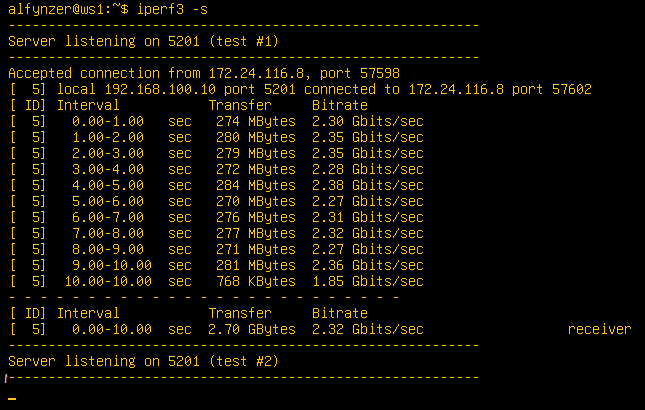 alfynzer@ws1:~$ iperf3 -s
-----------------------------------------------------------
Server listening on 5201 (test #1)
-----------------------------------------------------------
Accepted connection from 172.24.116.8, port 57598
[  5] local 192.168.100.10 port 5201 connected to 172.24.116.8 port 57602
[ ID] Interval           Transfer     Bitrate
[  5]   0.00-1.00   sec   274 MBytes  2.30 Gbits/sec
[  5]   1.00-2.00   sec   280 MBytes  2.35 Gbits/sec
[  5]   2.00-3.00   sec   279 MBytes  2.35 Gbits/sec
[  5]   3.00-4.00   sec   272 MBytes  2.28 Gbits/sec
[  5]   4.00-5.00   sec   284 MBytes  2.38 Gbits/sec
[  5]   5.00-6.00   sec   270 MBytes  2.27 Gbits/sec
[  5]   6.00-7.00   sec   276 MBytes  2.31 Gbits/sec
[  5]   7.00-8.00   sec   277 MBytes  2.32 Gbits/sec
[  5]   8.00-9.00   sec   271 MBytes  2.27 Gbits/sec
[  5]   9.00-10.00  sec   281 MBytes  2.36 Gbits/sec
[  5]  10.00-10.00  sec   768 KBytes  1.85 Gbits/sec
- - - - - - - - - - - - - - - - - - - - - - - - -
[ ID] Interval           Transfer     Bitrate
[  5]   0.00-10.00  sec  2.70 GBytes  2.32 Gbits/sec                  receiver
-----------------------------------------------------------
Server listening on 5201 (test #2)
-----------------------------------------------------------